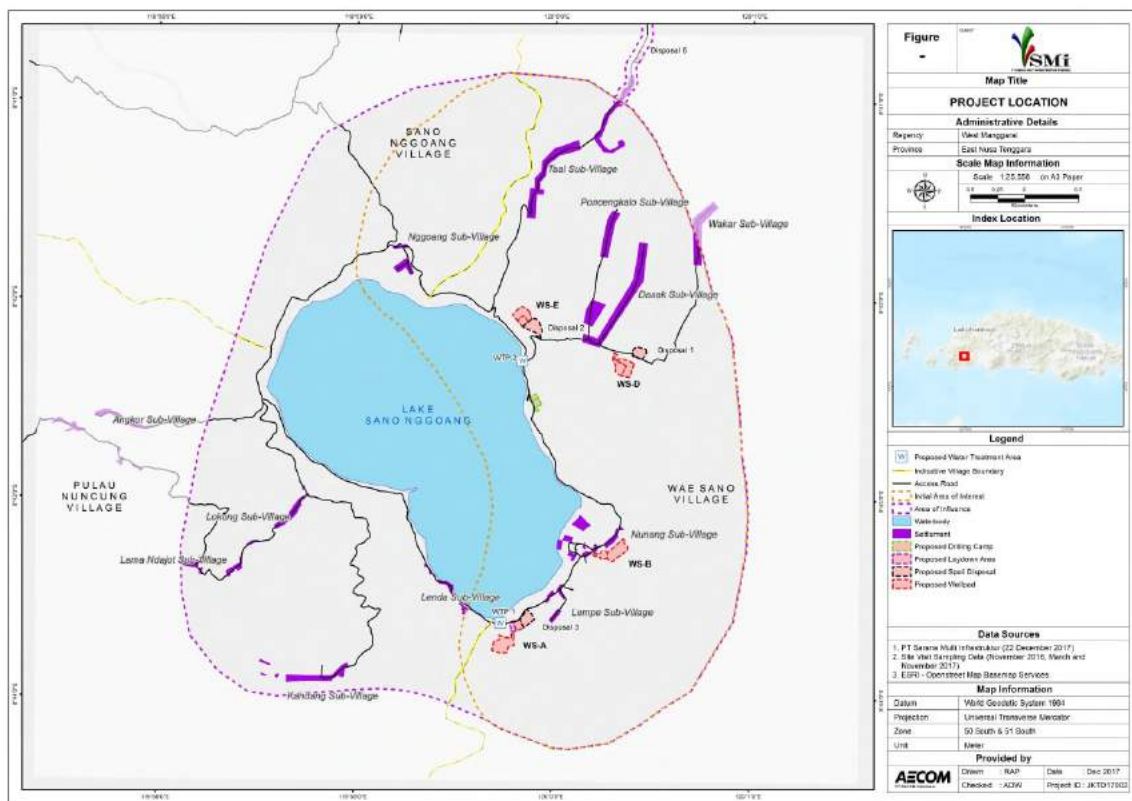 Disposal 6
SANO
NGGOANG
VILLAGE
Taal Sub-Village
Poncengkalo Sub-Village
Wakar Sub-Village
Nggoang Sub-Village
Dasak Sub-Village
WS-E
Disposal 2
Disposal 1
WTP 2
W
WS-D
LAKE
SANO NGGOANG
Angkor Sub-Village
PULAU
NUNCUNG
VILLAGE
WAE SANO
VILLAGE
Lokong Sub-Village
Nunang Sub-Village
Lama Ndajot Sub-Village
WS-B
Lenda Sub-Village
Lempe Sub-Village
WTP 1
W
Disposal 3
WS-A
Kandang Sub-Village
Figure
-
SMi
Map Title
PROJECT LOCATION
Administrative Details
Regency West Manggarai
Province East Nusa Tenggara
Scale Map Information
on A3 Paper
Index Location
Legend
W Proposed Water Treatment Area
Indicative Village Boundary
Access Road
Initial Area of Interest
Area of Influence
Waterbody
Settlement
Proposed Drilling Camp
Proposed Laydown Area
Proposed Spoil Disposal
Proposed Wellpad
Data Sources
1. PT Sarana Multi Infrastruktur (22 December 2017)
2. Site Visit Sampling Data (November 2016, March and
November 2017)
3. ESRI - Openstreet Map Basemap Services
Map Information
Datum World Geodetic System 1984
Projection Universal Transverse Mercator
Zone 50 South & 51 South
Unit Meter
Provided by
AECOM
Drawn : RAP Date : Dec 2017
Checked : ADW Project ID :